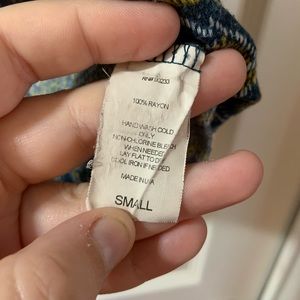 100% RAYON
HAND WASH COLD
ONLY
NON-CHLORINE BLEACH
WHEN NEEDED
LAY FLAT TO DRY
COOL IRON IF NEEDED
MADE IN USA
SMALL